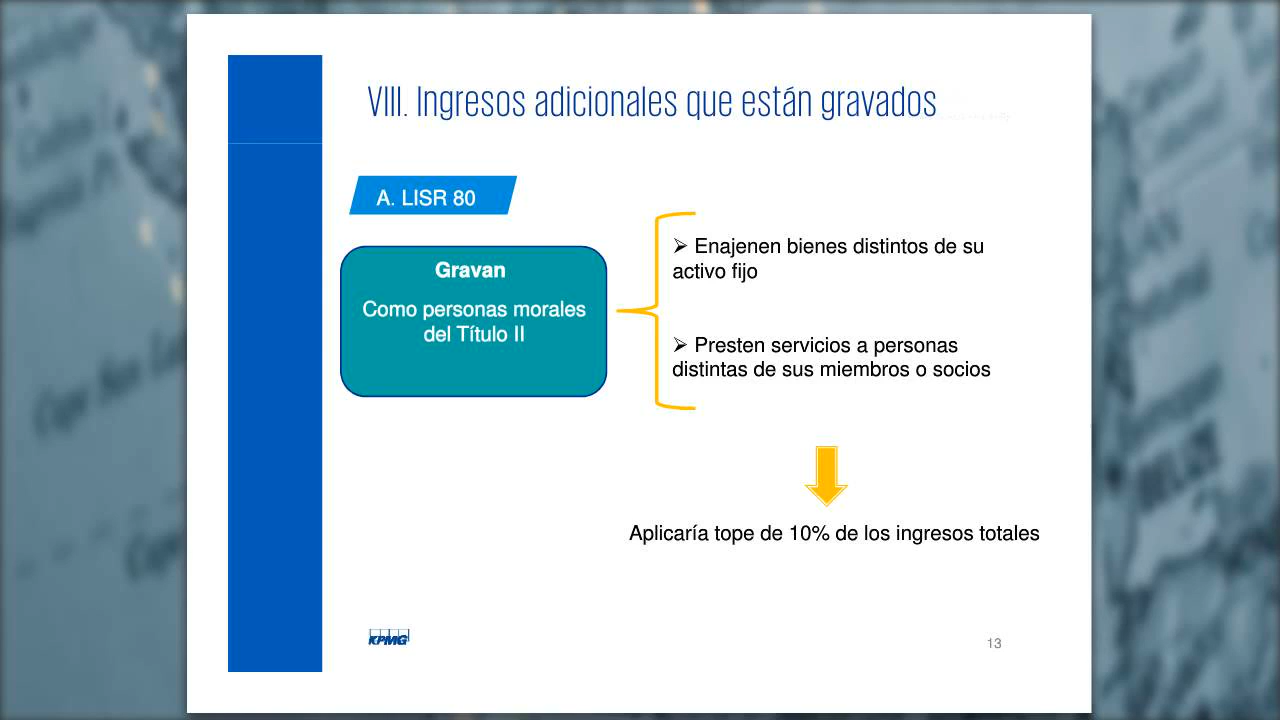 VIII. Ingresos adicionales que están gravados
A. LISR 80
Gravan
Como personas morales
del Título II
➢ Enajenen bienes distintos de su
activo fijo
➢ Presten servicios a personas
distintas de sus miembros o socios
Aplicaría tope de 10% de los ingresos totales
KPMG
13